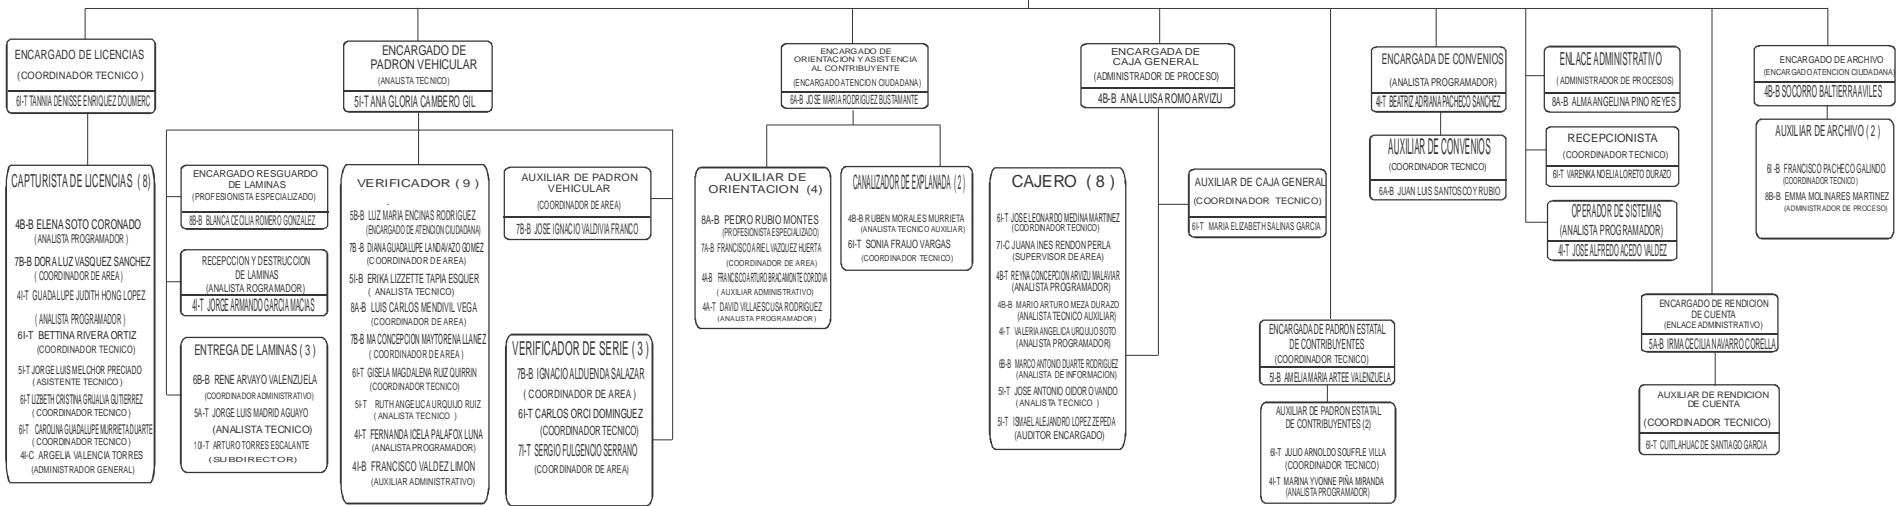 ENCARGADO DE LICENCIAS
(COORDINADOR TECNICO )
6I-T TANNIA DENISSE ENRIQUEZ DOUMERC
CAPTURISTA DE LICENCIAS ( 8)
4B-B ELENA SOTO CORONADO
(ANALISTA PROGRAMADOR )
7B-B DORA LUZ VASQUEZ SANCHEZ
( COORDINADOR DE AREA )
4I-T GUADALUPE JUDITH HONG LOPEZ
( ANALISTA PROGRAMADOR )
6I-T BETTINA RIVERA ORTIZ
(COORDINADOR TECNICO)
5I-T JORGE LUIS MELCHOR PRECIADO
( ASISTENTE TECNICO )
6I-T LIZBETH CRISTINA GRIJALVA GUTIERREZ
( COORDINADOR TECNICO )
6I-T CAROLINA GUADALUPE MURRIETA DUARTE
( COORDINADOR TECNICO )
4I-C ARGELIA VALENCIA TORRES
(ADMINISTRADOR GENERAL)
ENCARGADO DE
PADRON VEHICULAR
(ANALISTA TECNICO)
5I-T ANA GLORIA CAMBERO GIL
ENCARGADO RESGUARDO
DE LAMINAS
(PROFESIONISTA ESPECIALIZADO)
8B-B BLANCA CECILIA ROMERO GONZALEZ
RECEPCCION Y DESTRUCCION
DE LAMINAS
(ANALISTA ROGRAMADOR)
4I-T JORGE ARMANDO GARCIA MACIAS
ENTREGA DE LAMINAS ( 3 )
6B-B RENE ARVAYO VALENZUELA
(COORDINADOR ADMINISTRATIVO)
5A-T JORGE LUIS MADRID AGUAYO
(ANALISTA TECNICO)
10I-T ARTURO TORRES ESCALANTE
(SUBDIRECTOR)
VERIFICADOR ( 9 )
.
5B-B LUZ MARIA ENCINAS RODRIGUEZ
(ENCARGADO DE ATENCION CIUDADANA)
7B-B DIANA GUADALUPE LANDAVAZO GOMEZ
(COORDINADOR DE AREA)
5I-B ERIKA LIZZETTE TAPIA ESQUER
( ANALISTA TECNICO)
8A-B LUIS CARLOS MENDIVIL VEGA
(COORDINADOR DE AREA)
7B-B MA CONCEPCION MAYTORENA LLANEZ
( COORDINADOR DE AREA )
6I-T GISELA MAGDALENA RUIZ QUIRRIN
(COORDINADOR TECNICO)
5I-T RUTH ANGELICA URQUIJO RUIZ
( ANALISTA TECNICO )
4I-T FERNANDA ICELA PALAFOX LUNA
(ANALISTA PROGRAMADOR)
4I-B FRANCISCO VALDEZ LIMON
(AUXILIAR ADMINISTRATIVO)
AUXILIAR DE PADRON
VEHICULAR
(COORDINADOR DE AREA)
7B-B JOSE IGNACIO VALDIVIA FRANCO
VERIFICADOR DE SERIE ( 3 )
7B-B IGNACIO ALDUENDA SALAZAR
( COORDINADOR DE AREA )
6I-T CARLOS ORCI DOMINGUEZ
(COORDINADOR TECNICO)
7I-T SERGIO FULGENCIO SERRANO
(COORDINADOR DE AREA)
ENCARGADO DE
ORIENTACION Y ASISTENCIA
AL CONTRIBUYENTE
(ENCARGADO ATENCION CIUDADANA)
6A-B JOSE MARIA RODRIGUEZ BUSTAMANTE
AUXILIAR DE
ORIENTACION (4)
8A-B PEDRO RUBIO MONTES
(PROFESIONISTA ESPECIALIZADO)
7A-B FRANCISCO ARIEL VAZQUEZ HUERTA
(COORDINADOR DE AREA)
4A-B FRANCISCO ARTURO BRACAMONTE CORDOVA
( AUXILIAR ADMINISTRATIVO)
4A-T DAVID VILLAESCUSA RODRIGUEZ
(ANALISTA PROGRAMADOR)
CANALIZADOR DE EXPLANADA ( 2 )
4B-B RUBEN MORALES MURRIETA
(ANALISTA TECNICO AUXILIAR)
6I-T SONIA FRAIJO VARGAS
(COORDINADOR TECNICO)
ENCARGADA DE
CAJA GENERAL
(ADMINISTRADOR DE PROCESO)
4B-B ANA LUISA ROMO ARVIZU
CAJERO ( 8 )
6I-T JOSE LEONARDO MEDINA MARTINEZ
(COORDINADOR TECNICO)
7I-C JUANA INES RENDON PERLA
(SUPERVISOR DE AREA)
4B-T REYNA CONCEPCION ARVIZU MALAVIAR
(ANALISTA PROGRAMADOR)
4B-B MARIO ARTURO MEZA DURAZO
(ANALISTA TECNICO AUXILIAR)
4I-T VALERIA ANGELICA URQUIJO SOTO
(ANALISTA PROGRAMADOR)
6B-B MARCO ANTONIO DUARTE RODRIGUEZ
(ANALISTA DE INFORMACION)
5I-T JOSE ANTONIO OIDOR OVANDO
(ANALISTA TECNICO )
5I-T ISMAEL ALEJANDRO LOPEZ ZEPEDA
(AUDITOR ENCARGADO)
AUXILIAR DE CAJA GENERAL
(COORDINADOR TECNICO)
6I-T MARIA ELIZABETH SALINAS GARCIA
ENCARGADA DE PADRON ESTATAL
DE CONTRIBUYENTES
(COORDINADOR TECNICO)
5I-B AMELIA MARIA ARTEE VALENZUELA
AUXILIAR DE PADRON ESTATAL
DE CONTRIBUYENTES (2)
6I-T JULIO ARNOLDO SOUFFLE VILLA
(COORDINADOR TECNICO)
4I-T MARINA YVONNE PIÑA MIRANDA
(ANALISTA PROGRAMADOR)
ENCARGADA DE CONVENIOS
(ANALISTA PROGRAMADOR)
4I-T BEATRIZ ADRIANA PACHECO SANCHEZ
AUXILIAR DE CONVENIOS
(COORDINADOR TECNICO)
6A-B JUAN LUIS SANTOSCOY RUBIO
ENLACE ADMINISTRATIVO
( ADMINISTRADOR DE PROCESOS)
8A-B ALMA ANGELINA PINO REYES
RECEPCIONISTA
(COORDINADOR TECNICO)
6I-T VARENKA NOELIA LORETO DURAZO
OPERADOR DE SISTEMAS
(ANALISTA PROGRAMADOR)
4I-T JOSE ALFREDO ACEDO VALDEZ
ENCARGADO DE RENDICION
DE CUENTA
(ENLACE ADMINISTRATIVO)
5A-B IRMA CECILIA NAVARRO CORELLA
AUXILIAR DE RENDICION
DE CUENTA
(COORDINADOR TECNICO)
6I-T CUITLAHUAC DE SANTIAGO GARCIA
ENCARGADO DE ARCHIVO
(ENCARGADO ATENCION CIUDADANA)
4B-B SOCORRO BALTIERRA AVILES
AUXILIAR DE ARCHIVO ( 2 )
6I -B FRANCISCO PACHECO GALINDO
(COORDINADOR TECNICO )
8B-B EMMA MOLINARES MARTINEZ
(ADMINISTRADOR DE PROCESO)